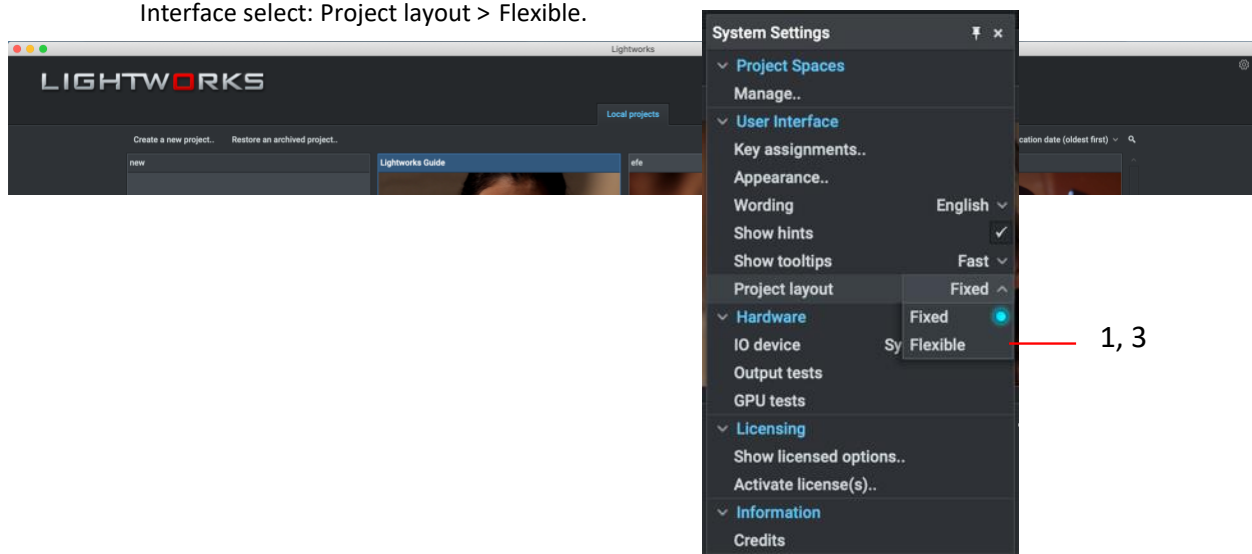 Interface select: Project layout > Flexible.
Lightworks
LIGHTWORKS
Local projects
Create a new project.. Restore an archived project..
cation date (oldest first)
new
Lightworks Guide
efe
System Settings
Project Spaces
Manage..
User Interface
Key assignments..
Appearance..
Wording English
Show hints
Show tooltips Fast
Project layout Fixed
Hardware Fixed
IO device Sy Flexible
Output tests
GPU tests
Licensing
Show licensed options..
Activate license(s)..
Information
Credits
1, 3